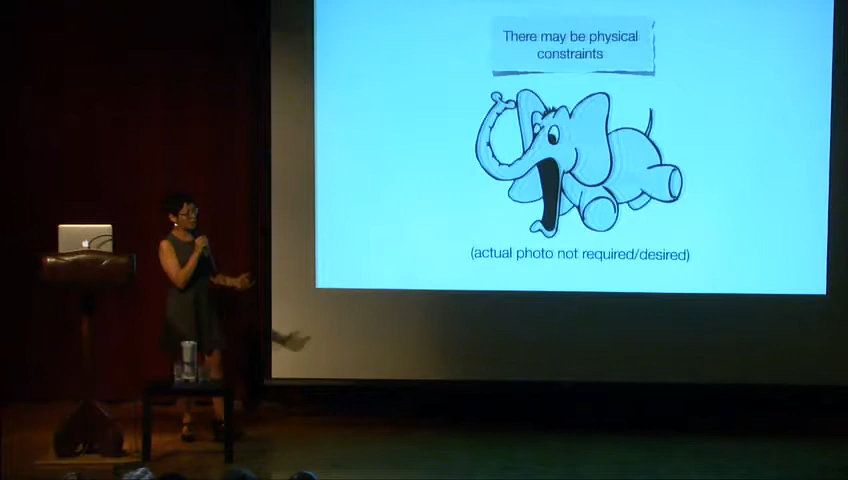 There may be physical
constraints
(actual photo not required/desired)